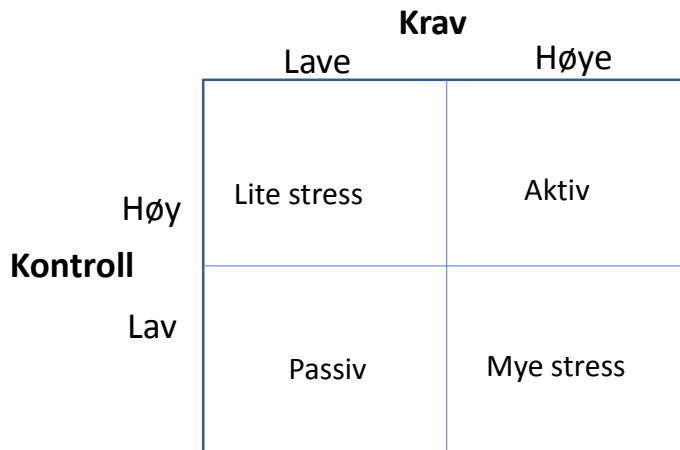 Krav
Lave Høye
Lite stress Aktiv
Høy
Kontroll
Lav
Passiv Mye stress